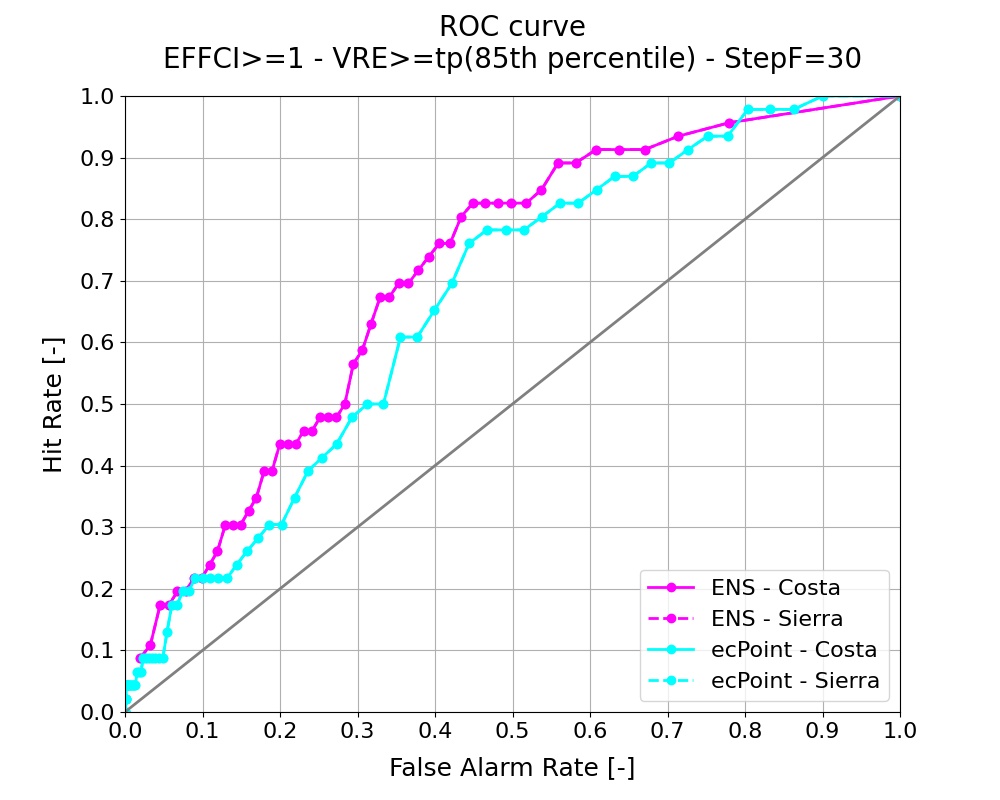 ROC curve
EFFCI>=1 - VRE>=tp(85th percentile) - StepF=30
1.0
0.9
0.8
0.7
0.6
0.5
0.4
0.3
0.2
0.1
0.0
Hit Rate [-]
ENS - Costa
ENS - Sierra
ecPoint - Costa
ecPoint - Sierra
0.0 0.1 0.2 0.3 0.4 0.5 0.6 0.7 0.8 0.9 1.0
False Alarm Rate [-]